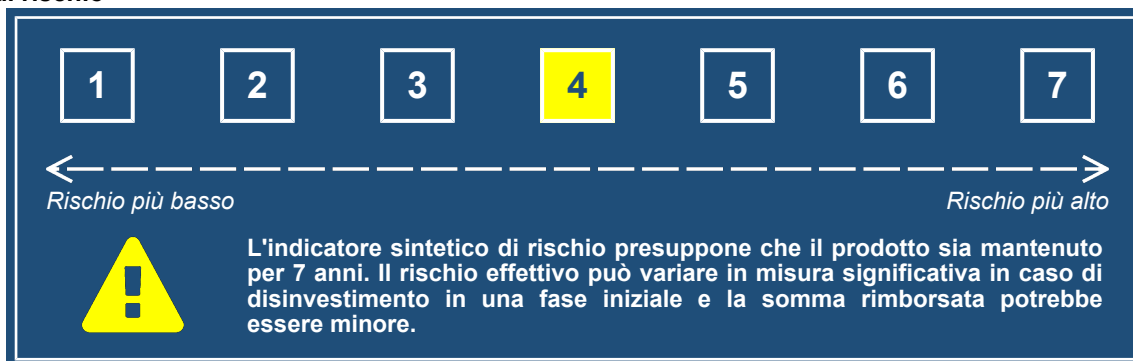 di rischio
1 2 3 4 5 6 7
Rischio più basso Rischio più alto
L'indicatore sintetico di rischio presuppone che il prodotto sia mantenuto
per 7 anni. Il rischio effettivo può variare in misura significativa in caso di
disinvestimento in una fase iniziale e la somma rimborsata potrebbe
essere minore.